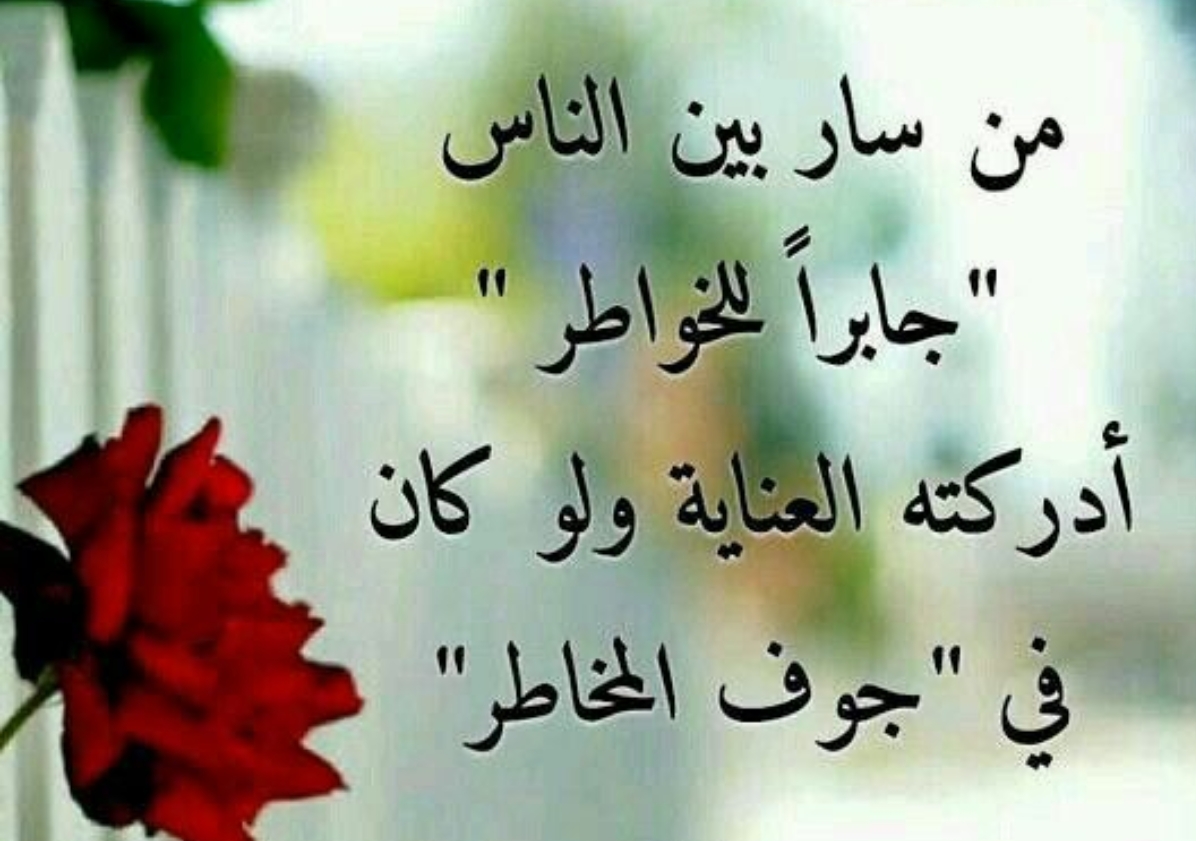 من سار بين الناس
"جابراً للخواطر "
أدركته العناية ولو كان
في "جوف المخاطر"